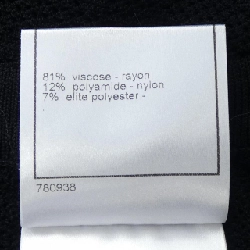 81% viscose - rayon
12% polyamide - nylon
7% elite polyester -
780938